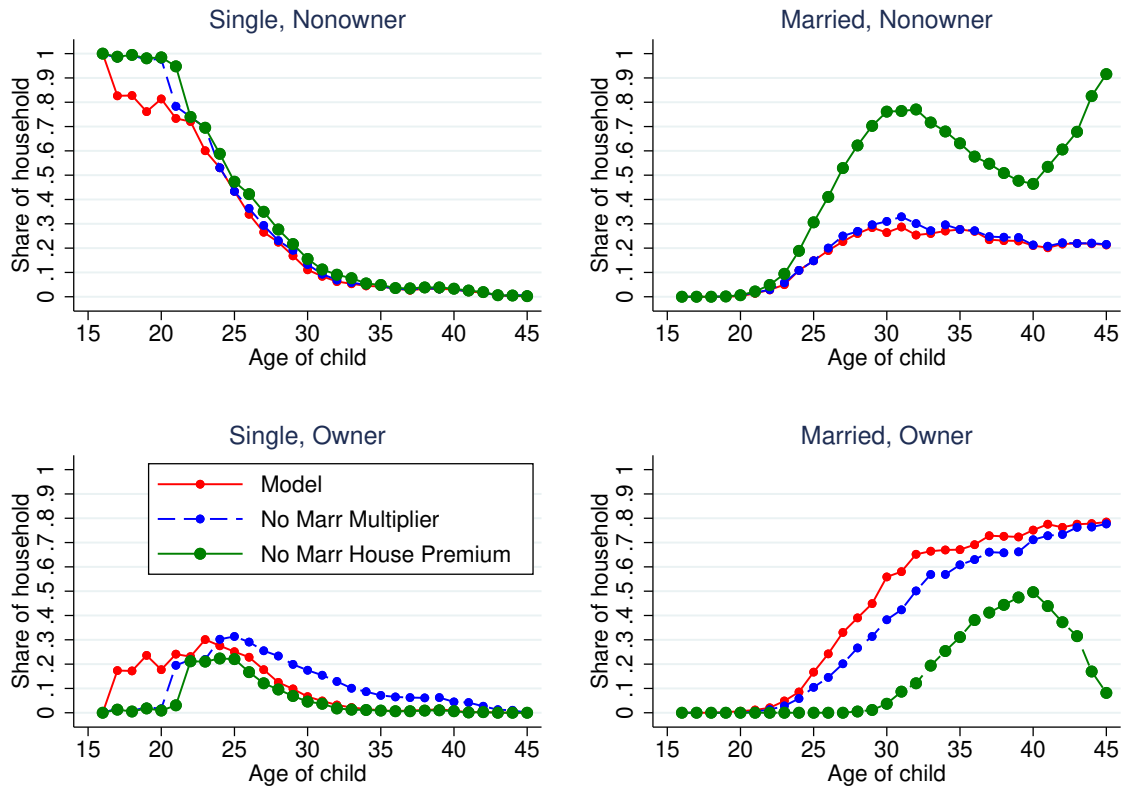 Single, Nonowner
Share of household
0 .1 .2 .3 .4 .5 .6 .7 .8 .9 1
15 20 25 30 35 40 45
Age of child
Married, Nonowner
Share of household
0 .1 .2 .3 .4 .5 .6 .7 .8 .9 1
15 20 25 30 35 40 45
Age of child
Single, Owner
Share of household
0 .1 .2 .3 .4 .5 .6 .7 .8 .9 1
Model
No Marr Multiplier
No Marr House Premium
15 20 25 30 35 40 45
Age of child
Married, Owner
Share of household
0 .1 .2 .3 .4 .5 .6 .7 .8 .9 1
15 20 25 30 35 40 45
Age of child